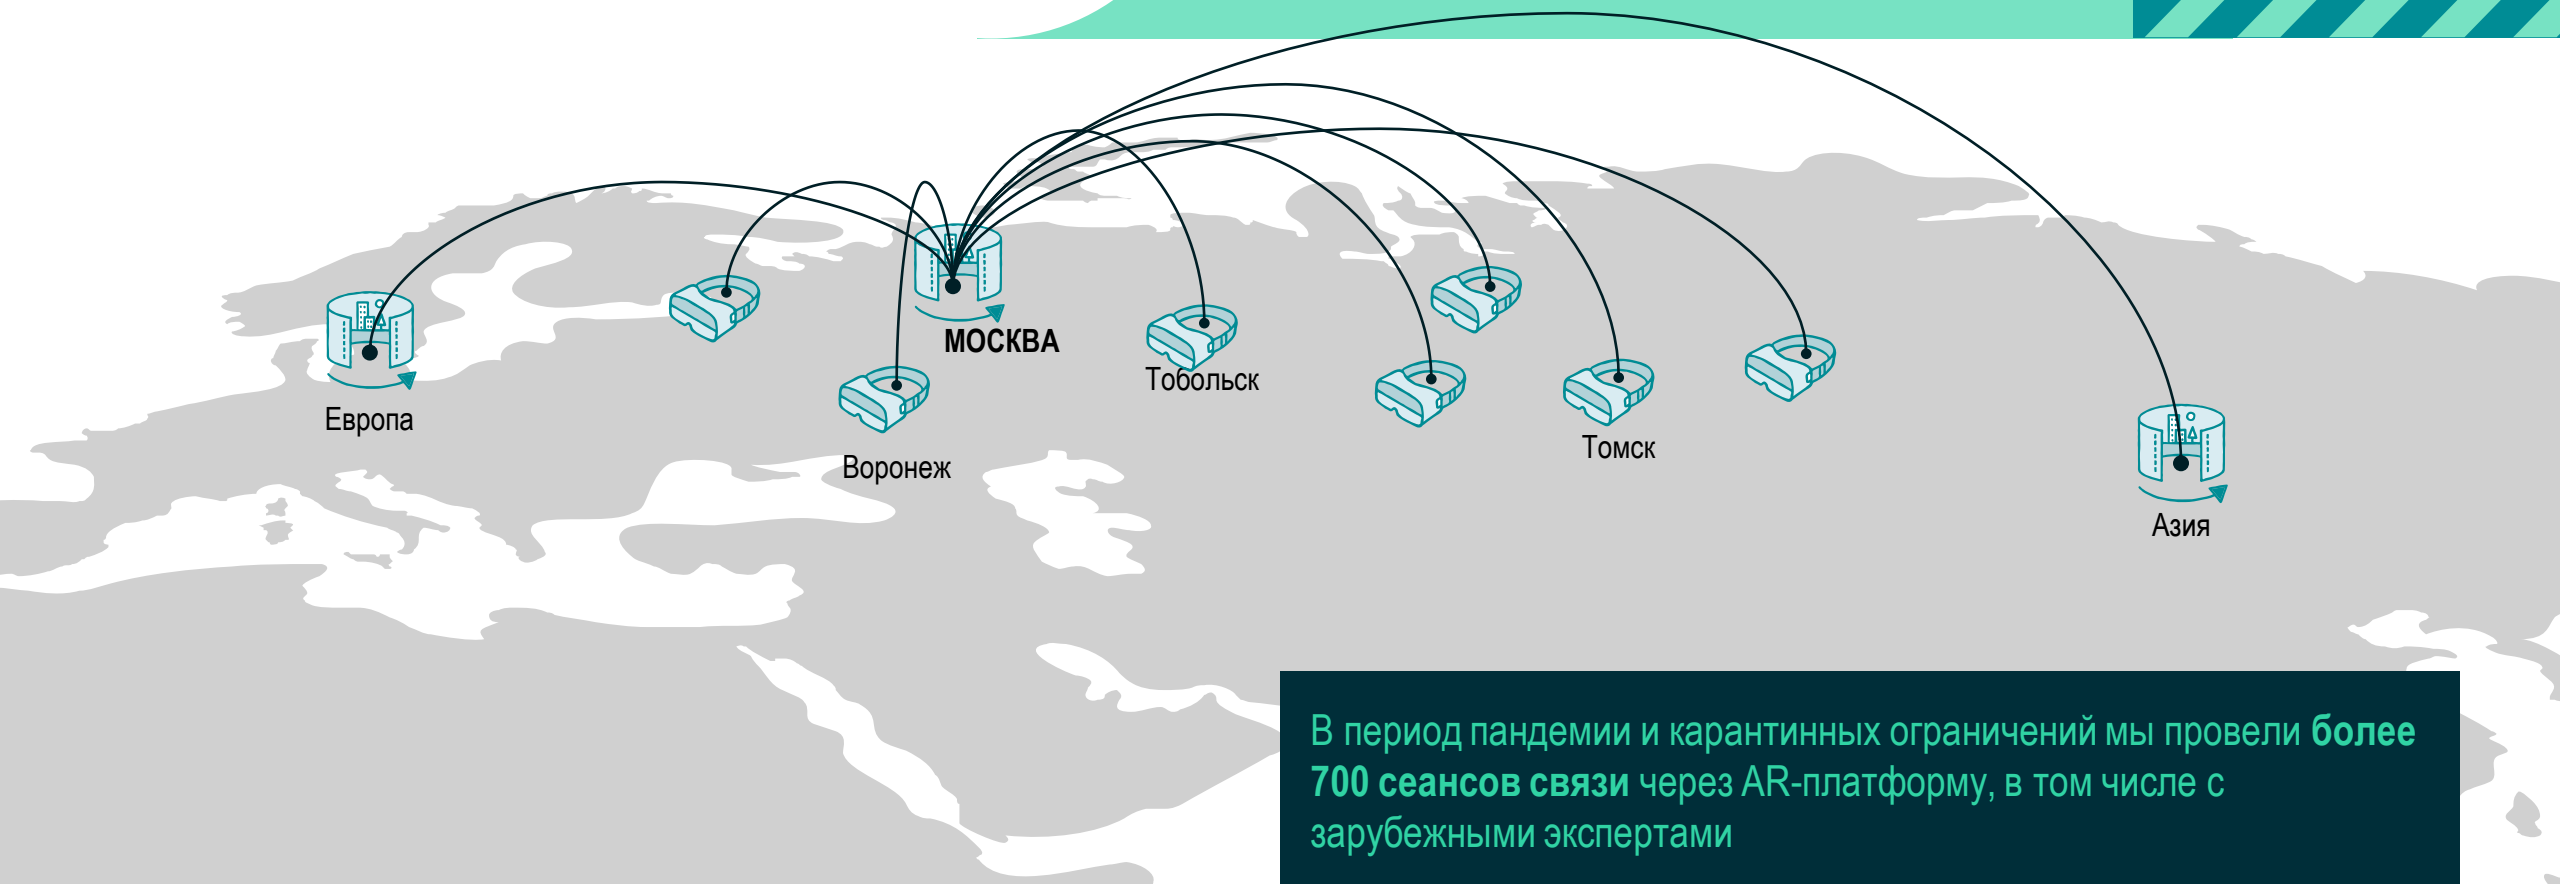 МОСКВА
Тобольск
Европа
Томск
Воронеж
Азия
В период пандемии и карантинных ограничений мы провели более
700 сеансов связи через AR-платформу, в том числе с
зарубежными экспертами